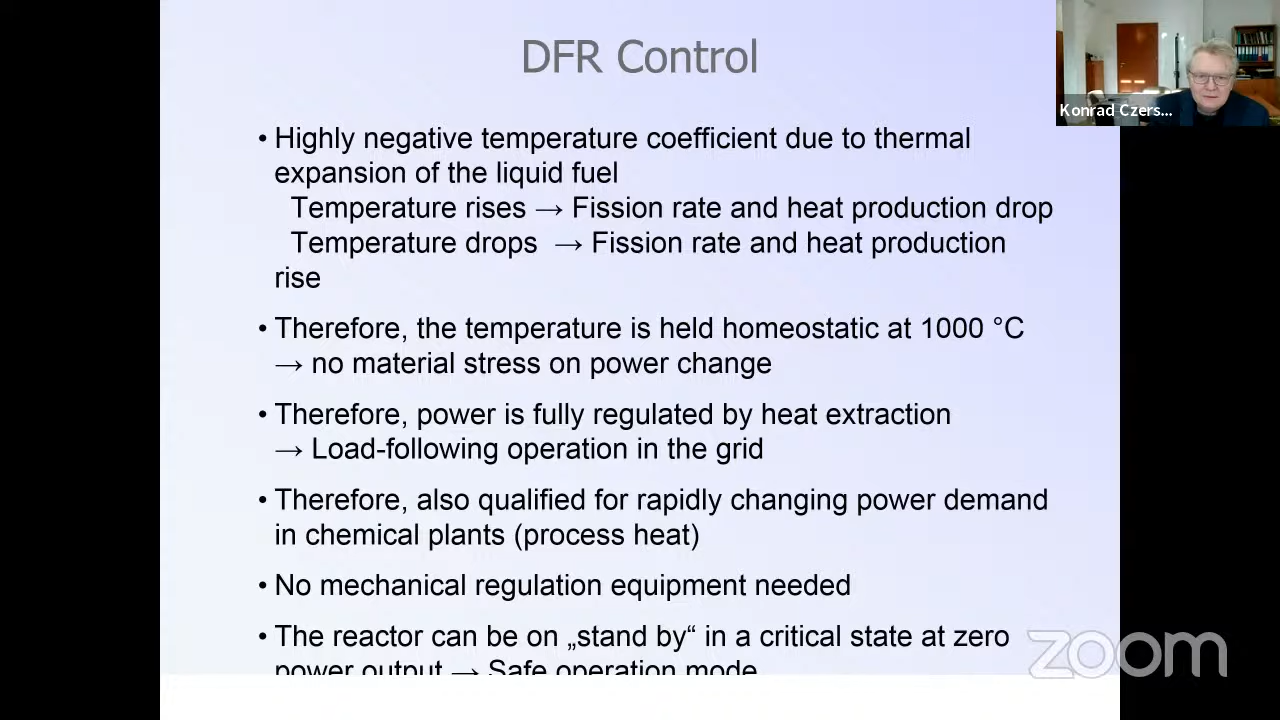 DFR Control
Konrad Czers...
• Highly negative temperature coefficient due to thermal
expansion of the liquid fuel
Temperature rises → Fission rate and heat production drop
Temperature drops → Fission rate and heat production
rise
• Therefore, the temperature is held homeostatic at 1000 °C
→ no material stress on power change
• Therefore, power is fully regulated by heat extraction
→ Load-following operation in the grid
• Therefore, also qualified for rapidly changing power demand
in chemical plants (process heat)
• No mechanical regulation equipment needed
• The reactor can be on „stand by“ in a critical state at zero
power output → Safe operation mode
zoom